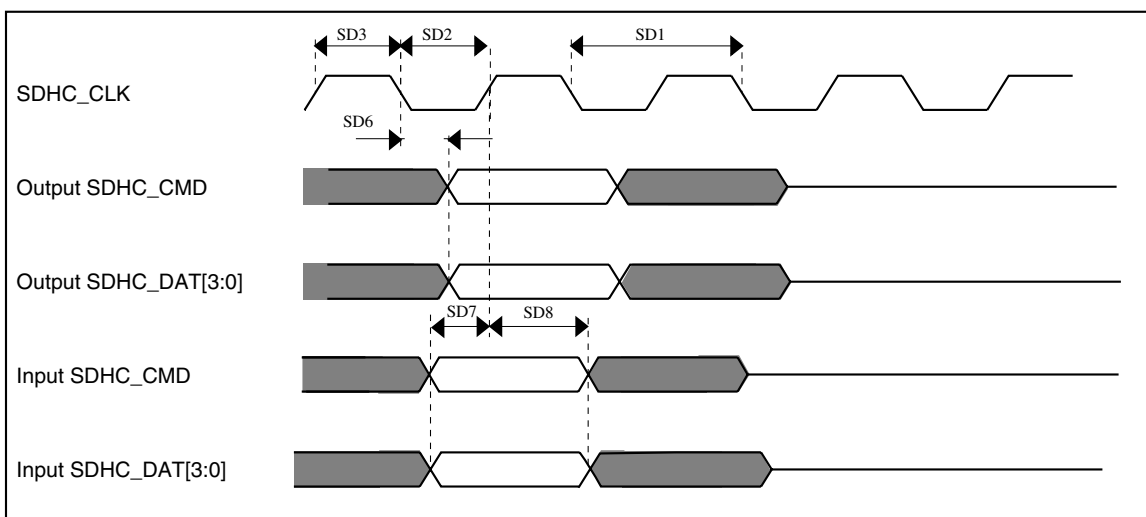 SD3 SD2 SD1
SDHC_CLK
SD6
Output SDHC_CMD
Output SDHC_DAT[3:0]
SD7 SD8
Input SDHC_CMD
Input SDHC_DAT[3:0]